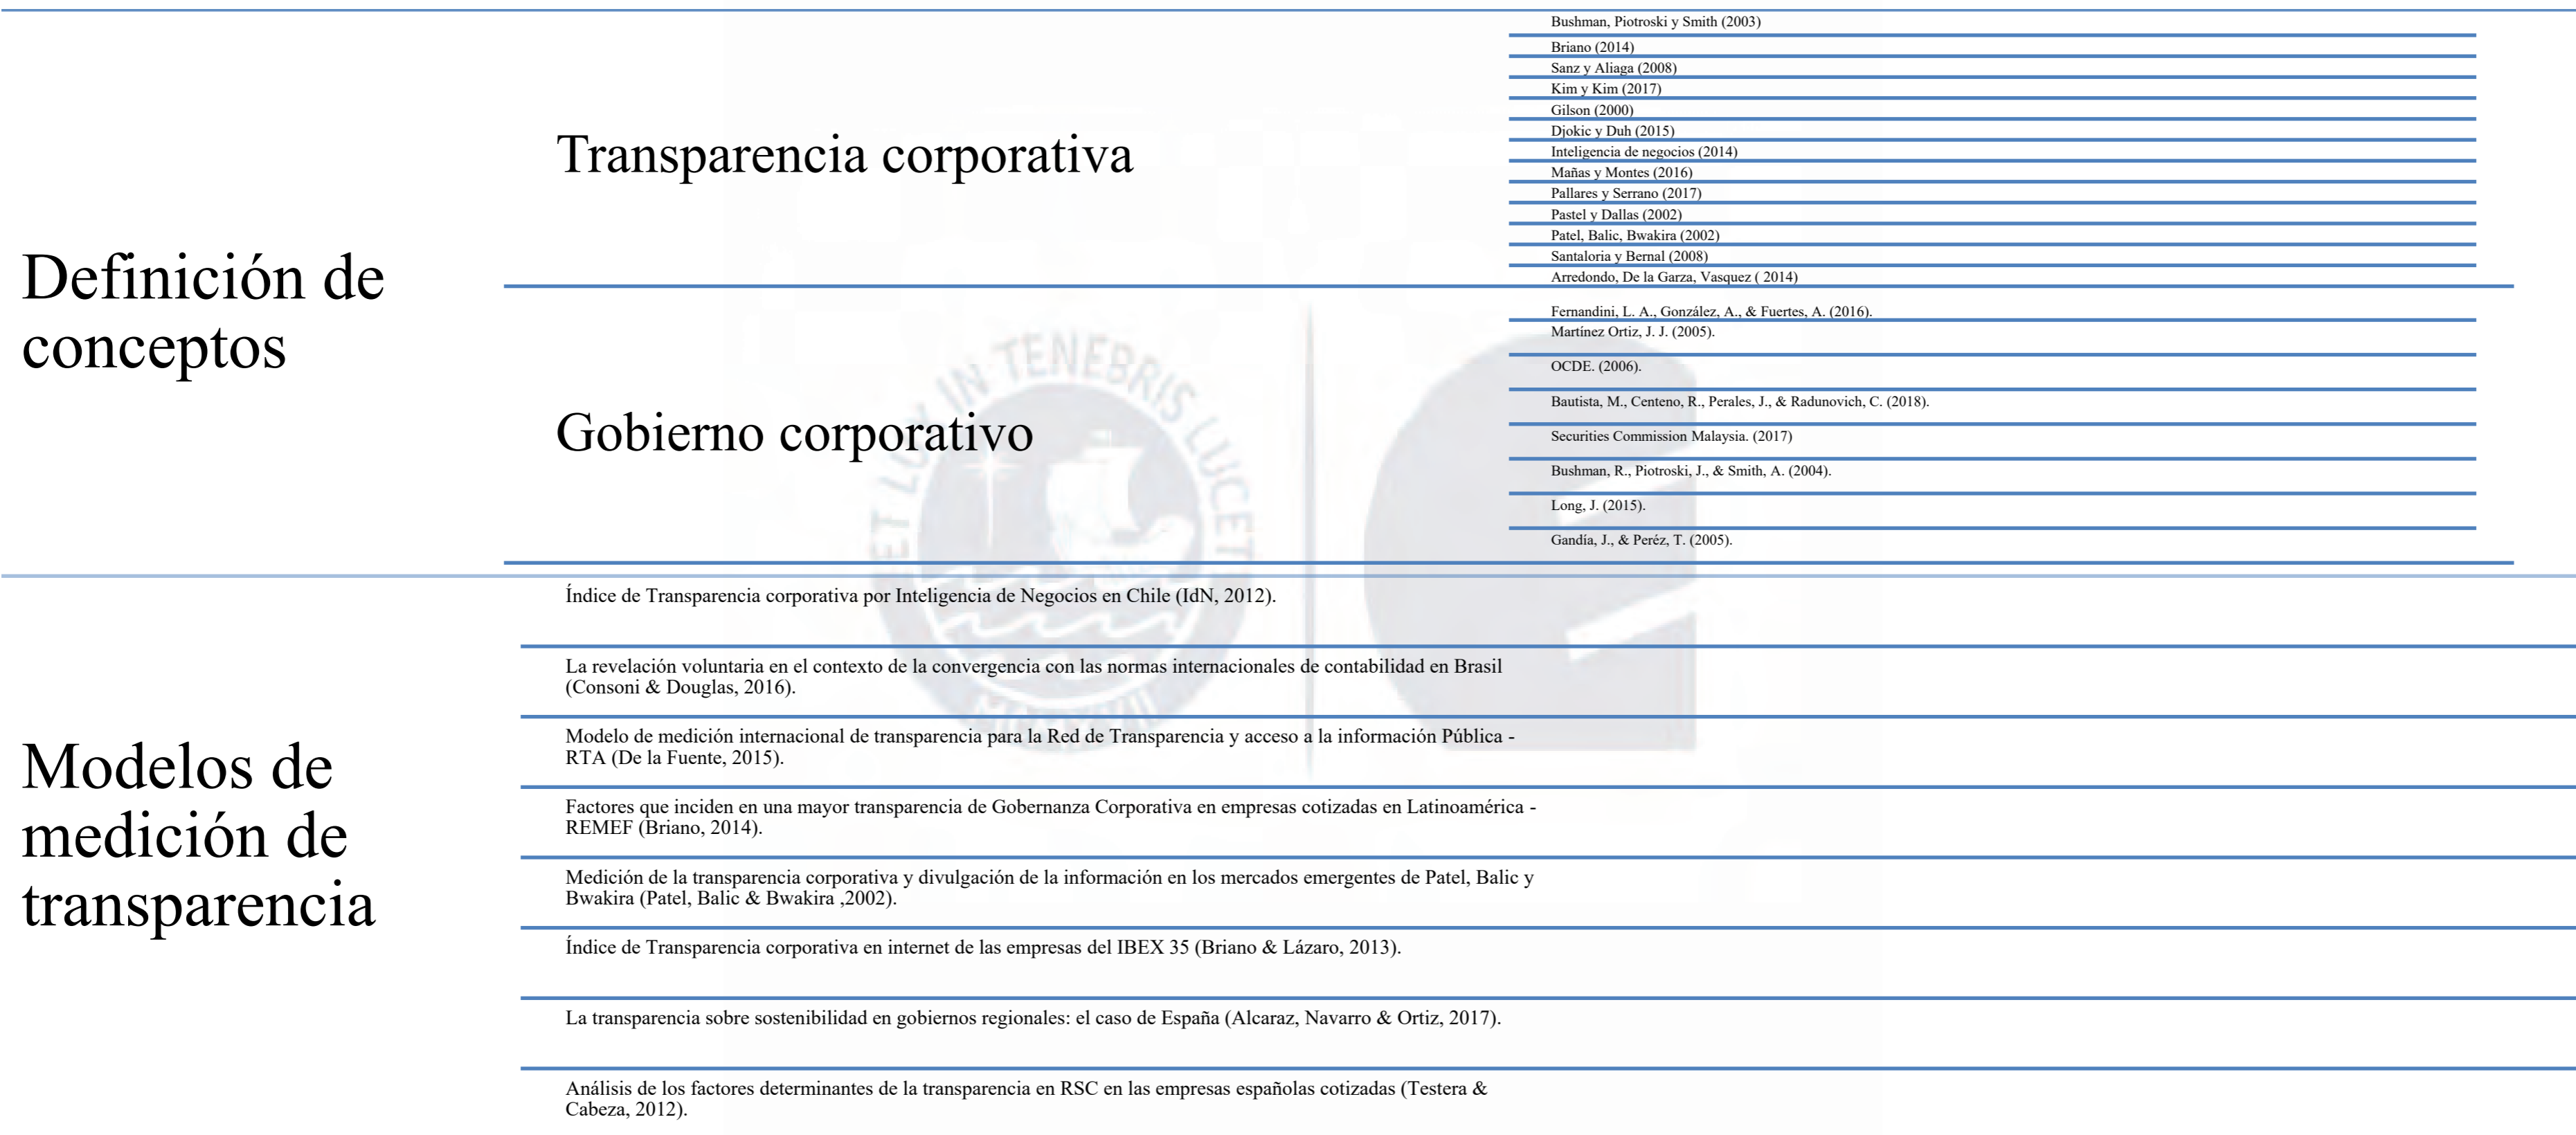 Definición de
conceptos
Transparencia corporativa
Bushman, Piotroski y Smith (2003)
Briano (2014)
Sanz y Aliaga (2008)
Kim y Kim (2017)
Gilson (2000)
Djokic y Duh (2015)
Inteligencia de negocios (2014)
Mañas y Montes (2016)
Pallares y Serrano (2017)
Pastel y Dallas (2002)
Patel, Balic, Bwakira (2002)
Santaloria y Bernal (2008)
Arredondo, De la Garza, Vasquez ( 2014)
Gobierno corporativo
Fernandini, L. A., González, A., & Fuertes, A. (2016).
Martínez Ortiz, J. J. (2005).
OCDE. (2006).
Bautista, M., Centeno, R., Perales, J., & Radunovich, C. (2018).
Securities Commission Malaysia. (2017)
Bushman, R., Piotroski, J., & Smith, A. (2004).
Long, J. (2015).
Gandía, J., & Peréz, T. (2005).
Modelos de
medición de
transparencia
Índice de Transparencia corporativa por Inteligencia de Negocios en Chile (IdN, 2012).
La revelación voluntaria en el contexto de la convergencia con las normas internacionales de contabilidad en Brasil
(Consoni & Douglas, 2016).
Modelo de medición internacional de transparencia para la Red de Transparencia y acceso a la información Pública -
RTA (De la Fuente, 2015).
Factores que inciden en una mayor transparencia de Gobernanza Corporativa en empresas cotizadas en Latinoamérica -
REMEF (Briano, 2014).
Medición de la transparencia corporativa y divulgación de la información en los mercados emergentes de Patel, Balic y
Bwakira (Patel, Balic & Bwakira ,2002).
Índice de Transparencia corporativa en internet de las empresas del IBEX 35 (Briano & Lázaro, 2013).
La transparencia sobre sostenibilidad en gobiernos regionales: el caso de España (Alcaraz, Navarro & Ortiz, 2017).
Análisis de los factores determinantes de la transparencia en RSC en las empresas españolas cotizadas (Testera &
Cabeza, 2012).
ET LUX IN TENEBRIS LUCET